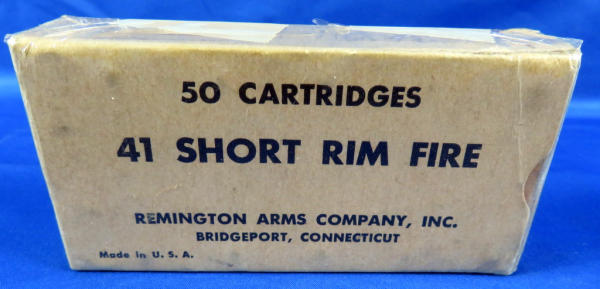 50 CARTRIDGES
41 SHORT RIM FIRE
REMINGTON ARMS COMPANY, INC.
BRIDGEPORT, CONNECTICUT
Made in U. S. A.